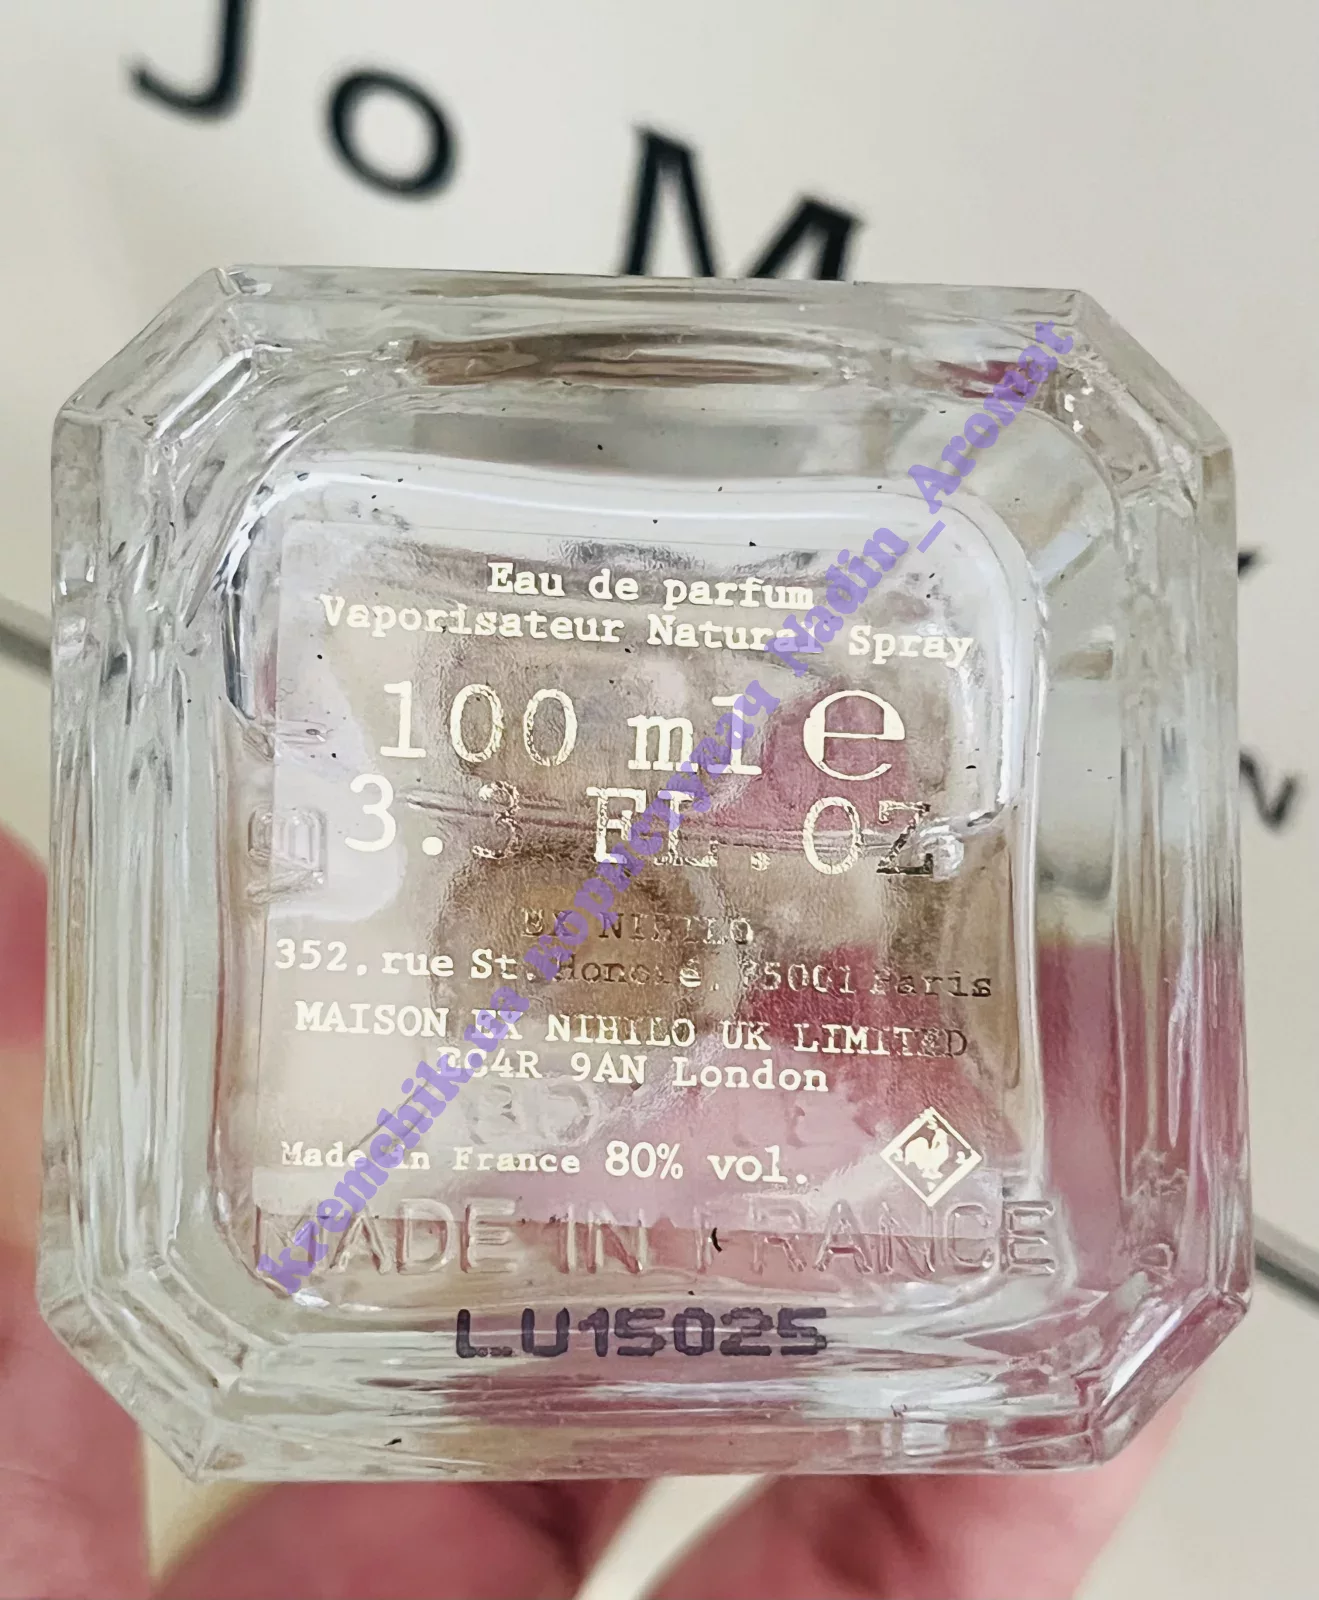 Jo M
Eau de parfum
Vaporisateur Natural Spray
100 ml e
3.3 FL.OZ
EX NIHILO
352, rue St. Honoré, 75001 Paris
MAISON EX NIHILO UK LIMITED
EC4R 9AN London
Made in France 80% vol.
MADE IN FRANCE
LU15025
kremchik.ua користувач Nadin_Aromat